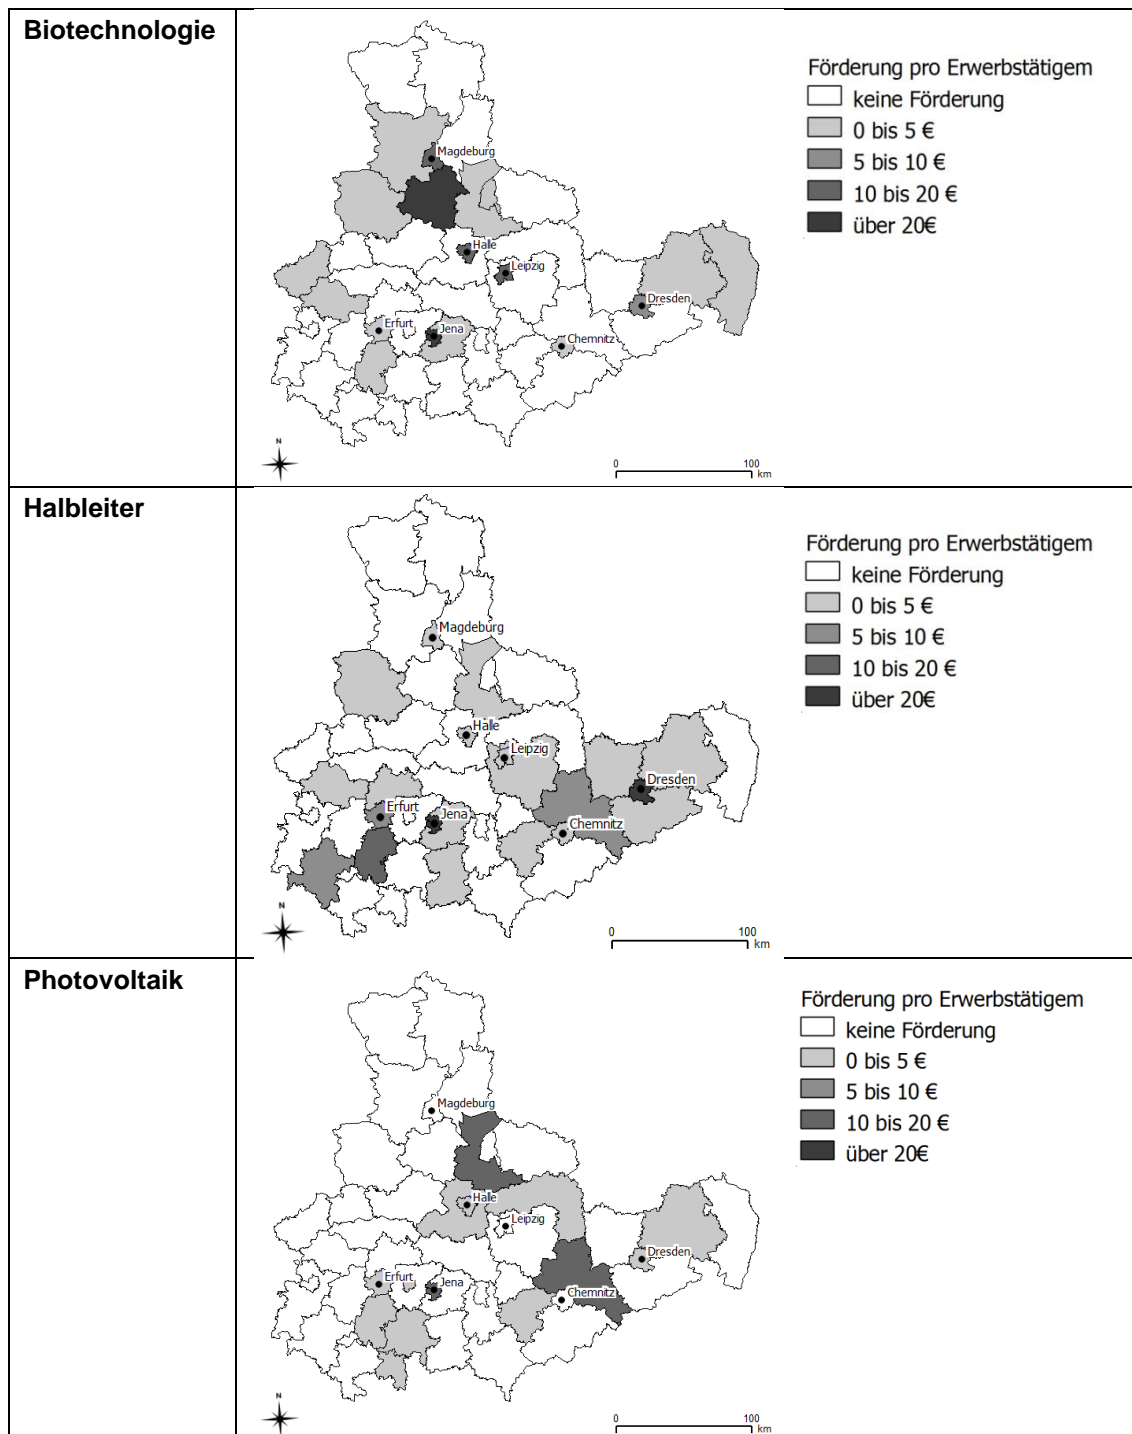 Biotechnologie
Magdeburg
Halle
Leipzig
Dresden
Erfurt
Jena
Chemnitz
N
0 100
km
Förderung pro Erwerbstätigem
keine Förderung
0 bis 5 €
5 bis 10 €
10 bis 20 €
über 20€
Halbleiter
Magdeburg
Halle
Leipzig
Dresden
Erfurt
Jena
Chemnitz
N
0 100
km
Förderung pro Erwerbstätigem
keine Förderung
0 bis 5 €
5 bis 10 €
10 bis 20 €
über 20€
Photovoltaik
Magdeburg
Halle
Leipzig
Dresden
Erfurt
Jena
Chemnitz
N
0 100
km
Förderung pro Erwerbstätigem
keine Förderung
0 bis 5 €
5 bis 10 €
10 bis 20 €
über 20€